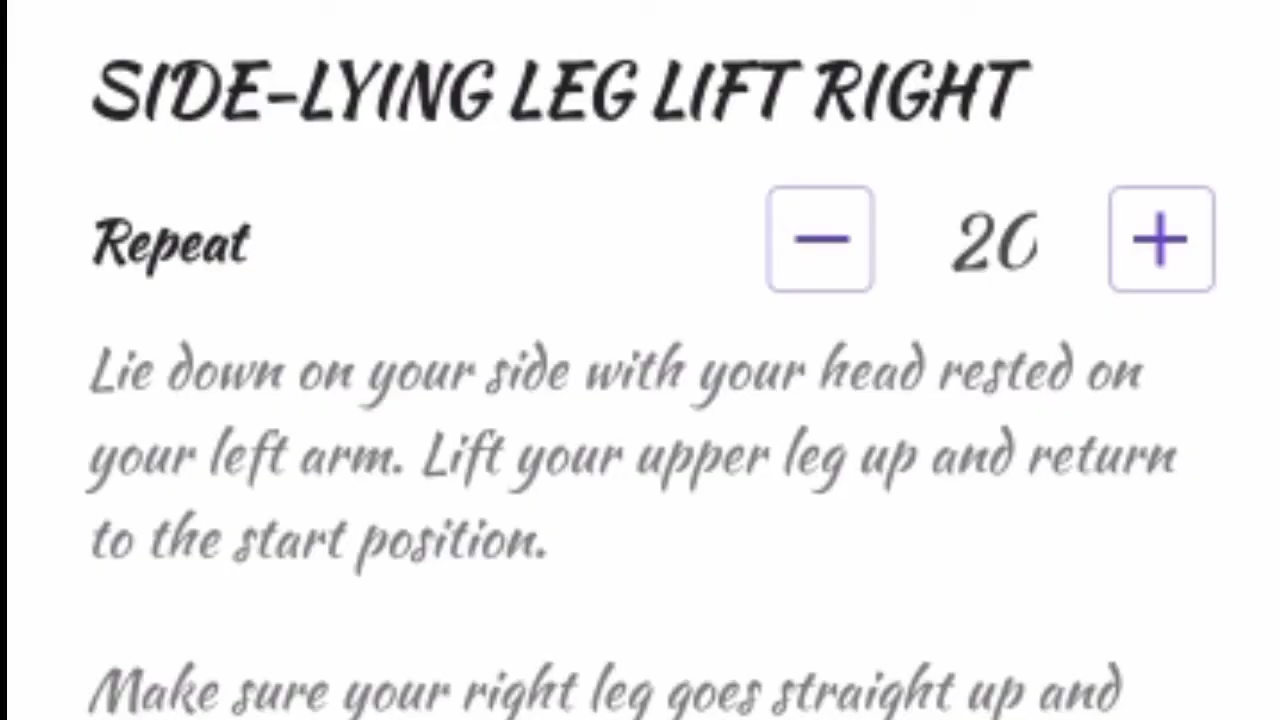 SIDE-LYING LEG LIFT RIGHT
Repeat
− 20 +
Lie down on your side with your head rested on
your left arm. Lift your upper leg up and return
to the start position.
Make sure your right leg goes straight up and